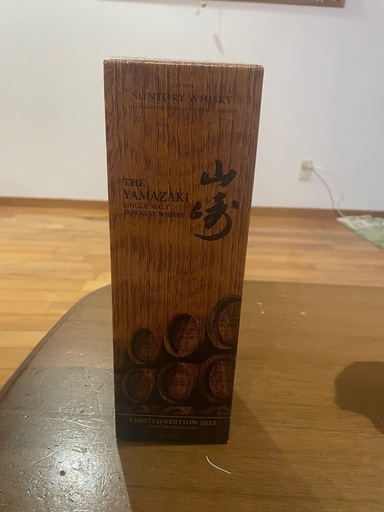 SUNTORY WHISKY
THE
YAMAZAKI
SINGLE MALT
JAPANESE WHISKY
山崎
LIMITED EDITION 2023